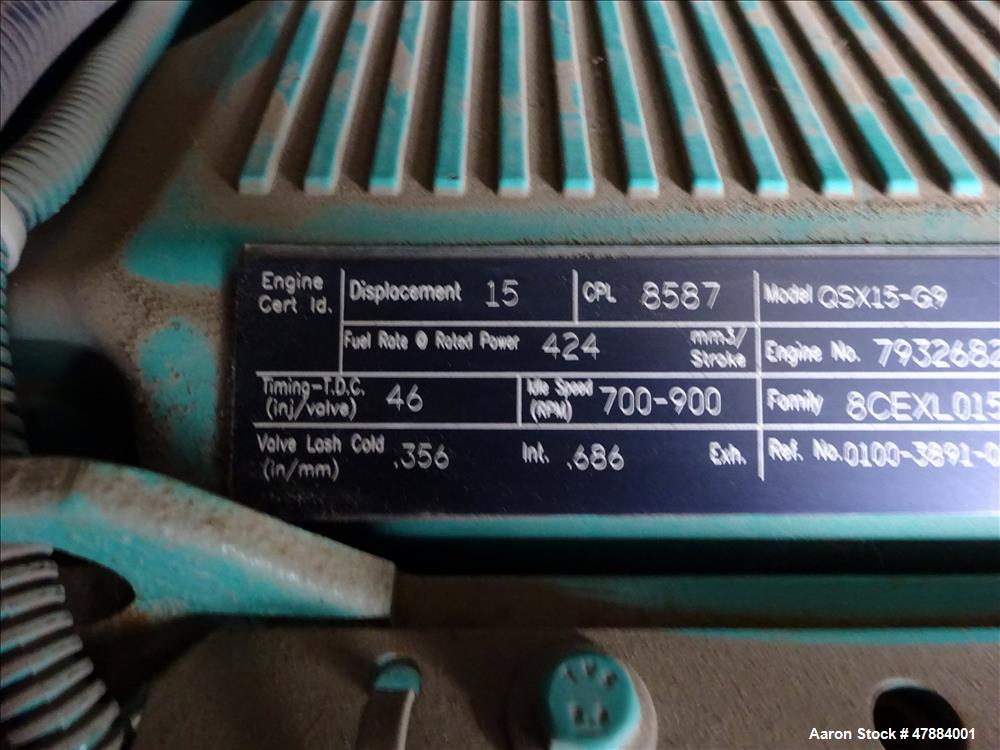 Engine Cert Id.
Displacement 15
CPL 8587
Model QSX15-G9
Fuel Rate @ Rated Power 424 mm3/Stroke
Engine No. 7932682
Timing-T.D.C. (inj/valve) 46
Idle Speed (RPM) 700-900
Family 8CEXL015
Valve Lash Cold (in/mm) .356 Int. .686 Exh.
Ref. No. 0100-3891-0
Aaron Stock # 47884001